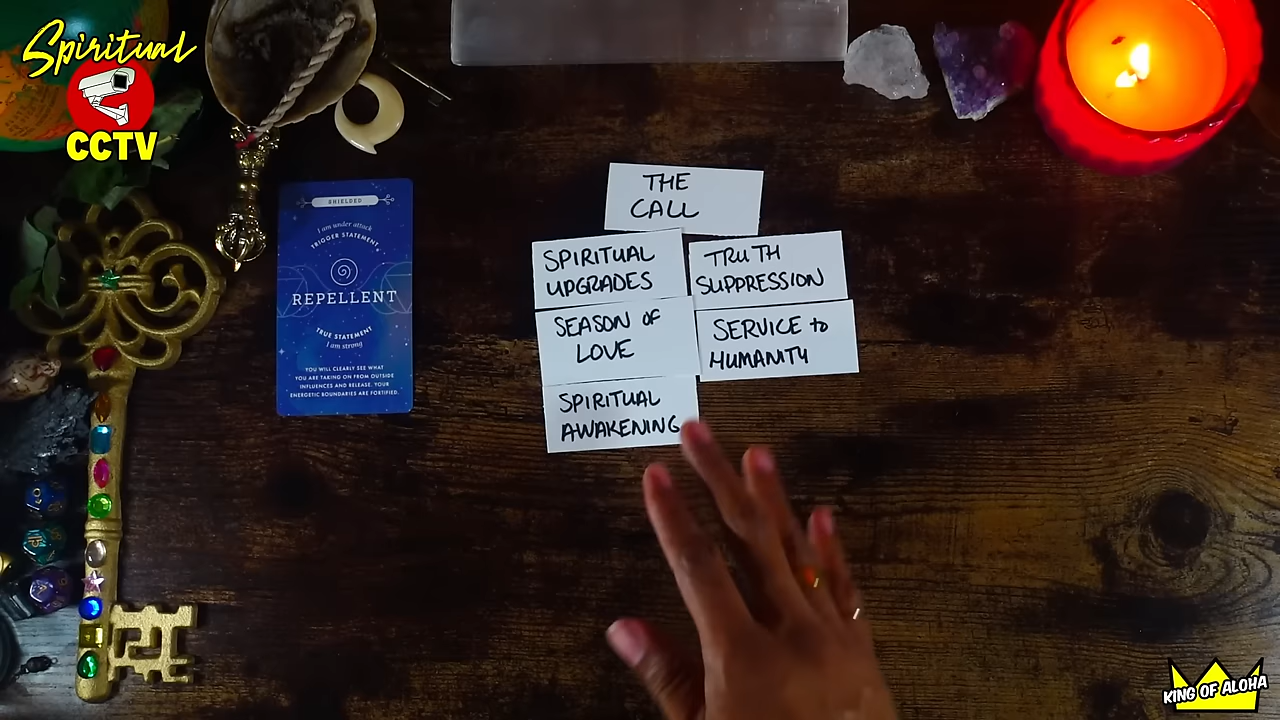 Spiritual
CCTV
SHIELDED
I am under attack
TRIGGER STATEMENT
REPELLENT
TRUE STATEMENT
I am strong
YOU WILL CLEARLY SEE WHAT
YOU ARE TAKING ON FROM OUTSIDE
INFLUENCES AND RELEASE. YOUR
ENERGETIC BOUNDARIES ARE FORTIFIED.
THE
CALL
SPIRITUAL
UPGRADES
TRUTH
SUPPRESSION
SEASON OF
LOVE
SERVICE to
HUMANITY
SPIRITUAL
AWAKENING
KING OF ALOHA